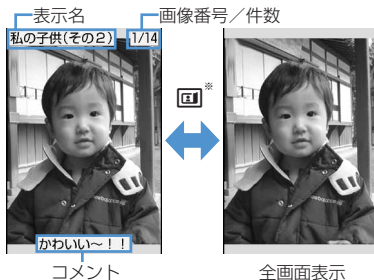 表示名
画像番号／件数
私の子供(その2)
1/14
※
かわいい～！！
コメント
全画面表示